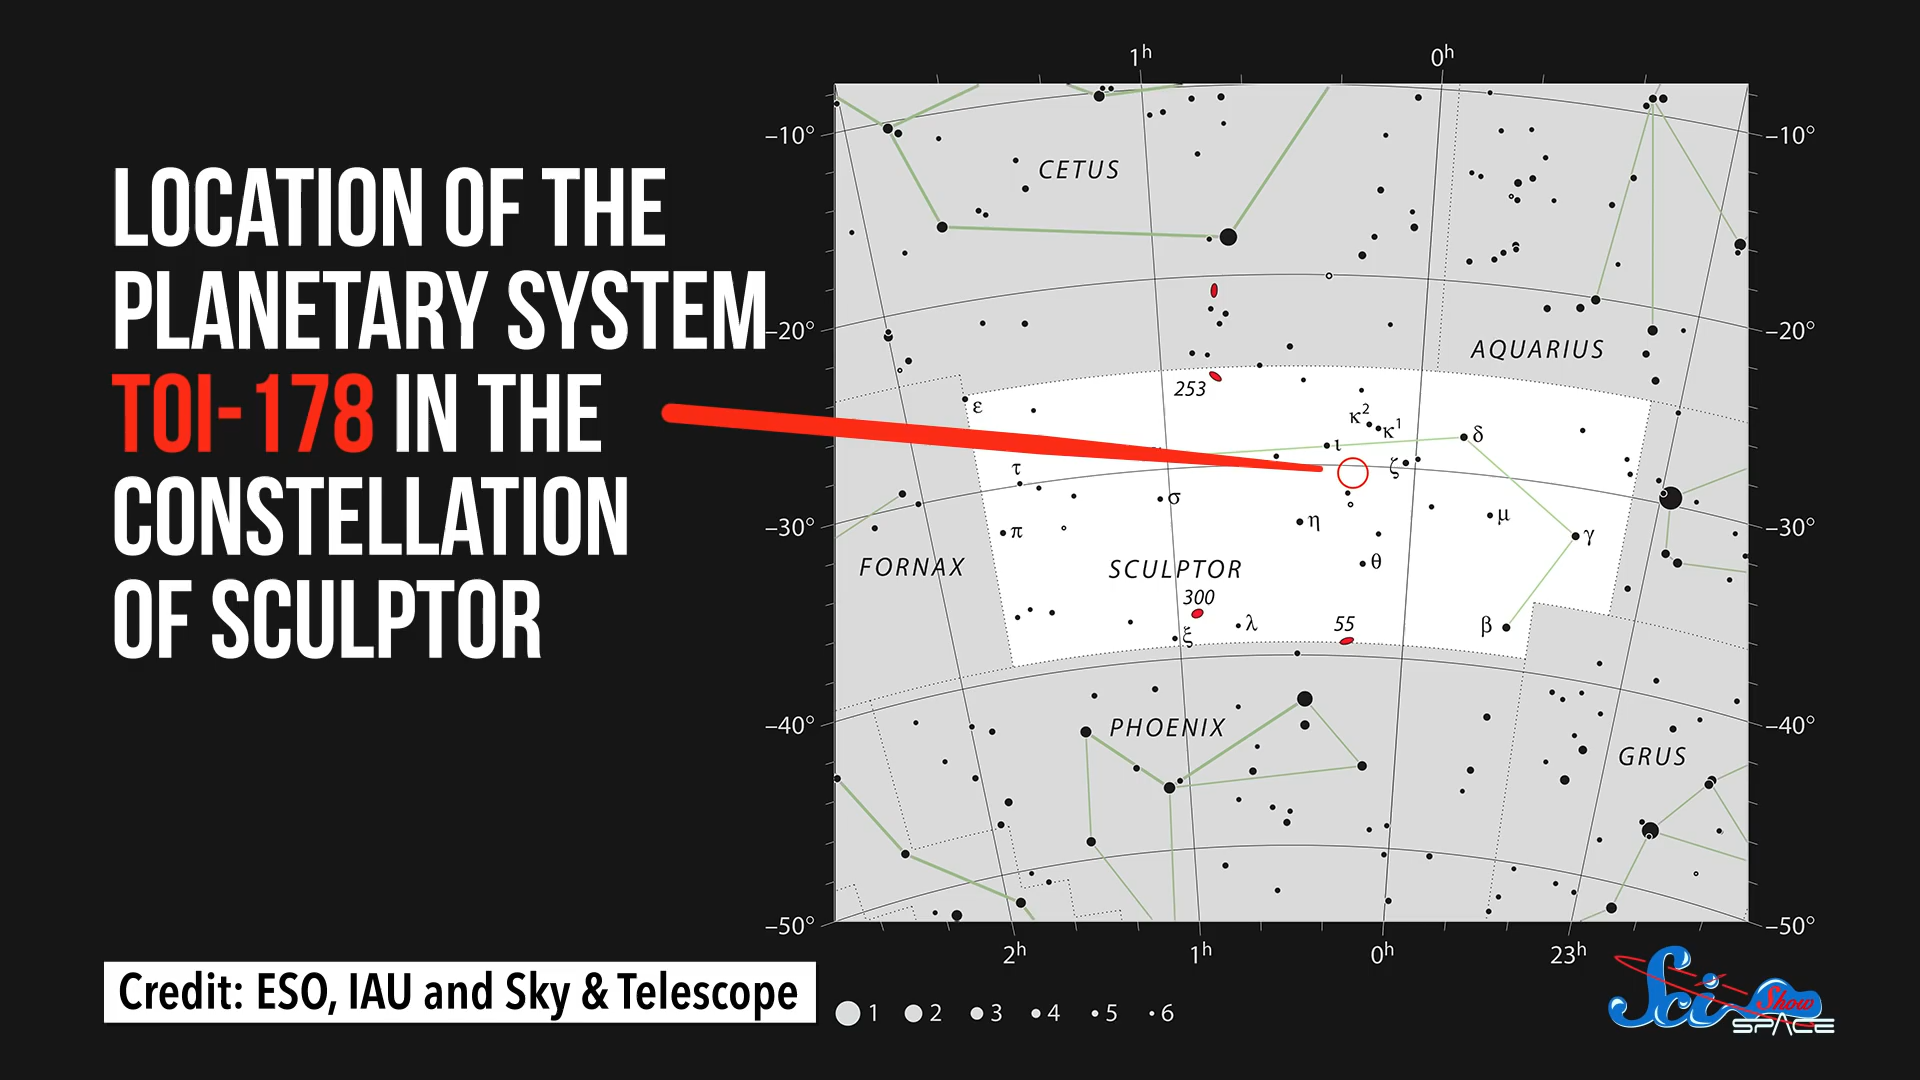 LOCATION OF THE
PLANETARY SYSTEM
TOI-178 IN THE
CONSTELLATION
OF SCULPTOR
1h 0h
–10° –10°
CETUS
–20° –20°
AQUARIUS
253
ε
κ2
κ1
ι
δ
τ
ζ
σ
–30° –30°
π
η
μ
γ
FORNAX
SCULPTOR
θ
300
ξ
λ
55
β
–40° –40°
PHOENIX
GRUS
–50° –50°
2h 1h 0h 23h
Credit: ESO, IAU and Sky & Telescope
1 2 3 4 5 6
Sci Show
SPACE